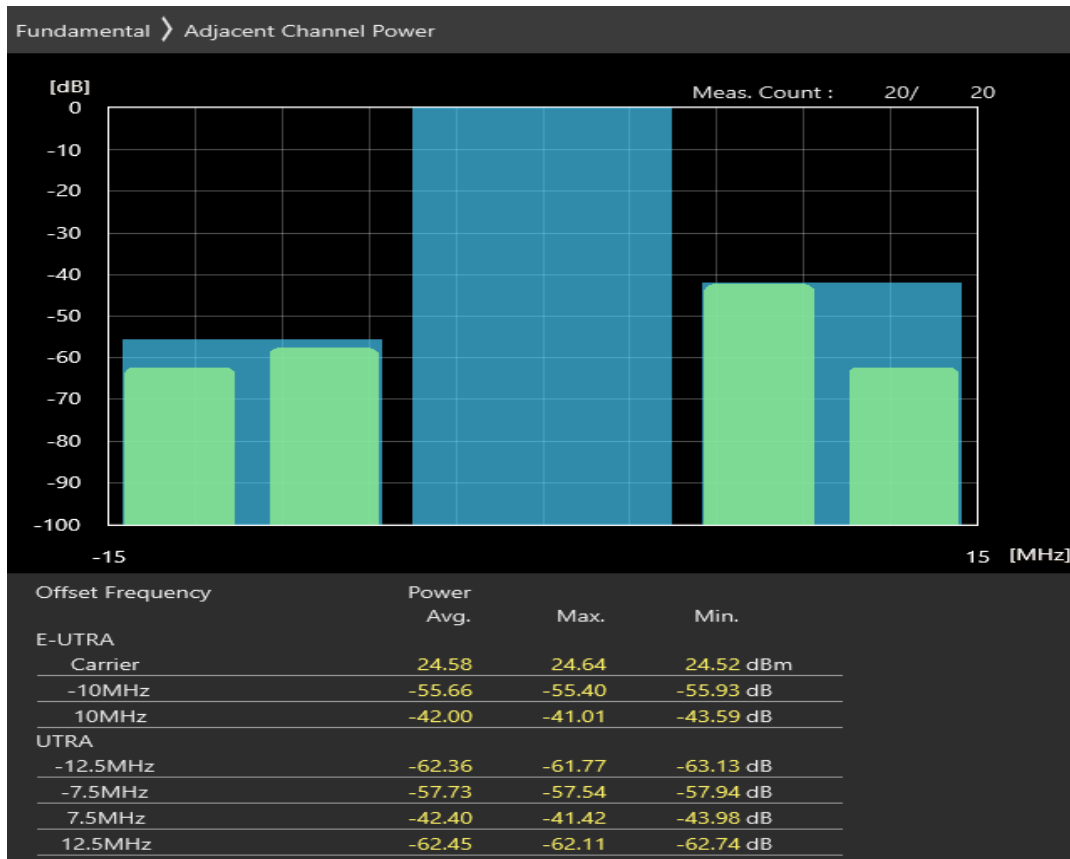 Fundamental ❯ Adjacent Channel Power
[dB]
Meas. Count : 20/ 20
0
-10
-20
-30
-40
-50
-60
-70
-80
-90
-100
-15 15 [MHz]
Offset Frequency Power
Avg. Max. Min.
E-UTRA
Carrier 24.58 24.64 24.52 dBm
-10MHz -55.66 -55.40 -55.93 dB
10MHz -42.00 -41.01 -43.59 dB
UTRA
-12.5MHz -62.36 -61.77 -63.13 dB
-7.5MHz -57.73 -57.54 -57.94 dB
7.5MHz -42.40 -41.42 -43.98 dB
12.5MHz -62.45 -62.11 -62.74 dB